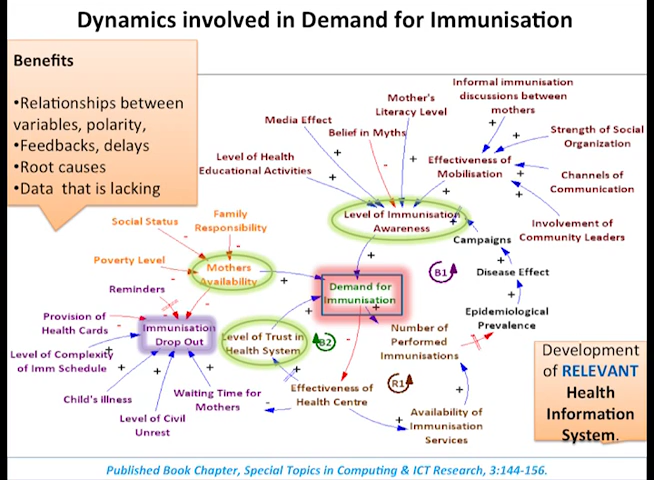 Dynamics involved in Demand for Immunisation
Benefits
•Relationships between
variables, polarity,
•Feedbacks, delays
•Root causes
•Data that is lacking
Informal immunisation
discussions between
mothers
Mother's
Literacy Level
Media Effect
Belief in Myths
Strength of Social
Organization
Level of Health
Educational Activities
Effectiveness of
Mobilisation
Channels of
Communication
Social Status
Family
Responsibility
Level of Immunisation
Awareness
Involvement of
Community Leaders
Campaigns
Poverty Level
Mothers
Availability
B1
Disease Effect
Reminders
Demand for
Immunisation
Epidemiological
Prevalence
Provision of
Health Cards
Immunisation
Drop Out
Level of Trust in
Health System
B2
Number of
Performed
Immunisations
Level of Complexity
of Imm Schedule
Development
of RELEVANT
Health
Information
System.
Child's illness
Waiting Time for
Mothers
Effectiveness of
Health Centre
R1
Level of Civil
Unrest
Availability of
Immunisation
Services
Published Book Chapter, Special Topics in Computing & ICT Research, 3:144-156.